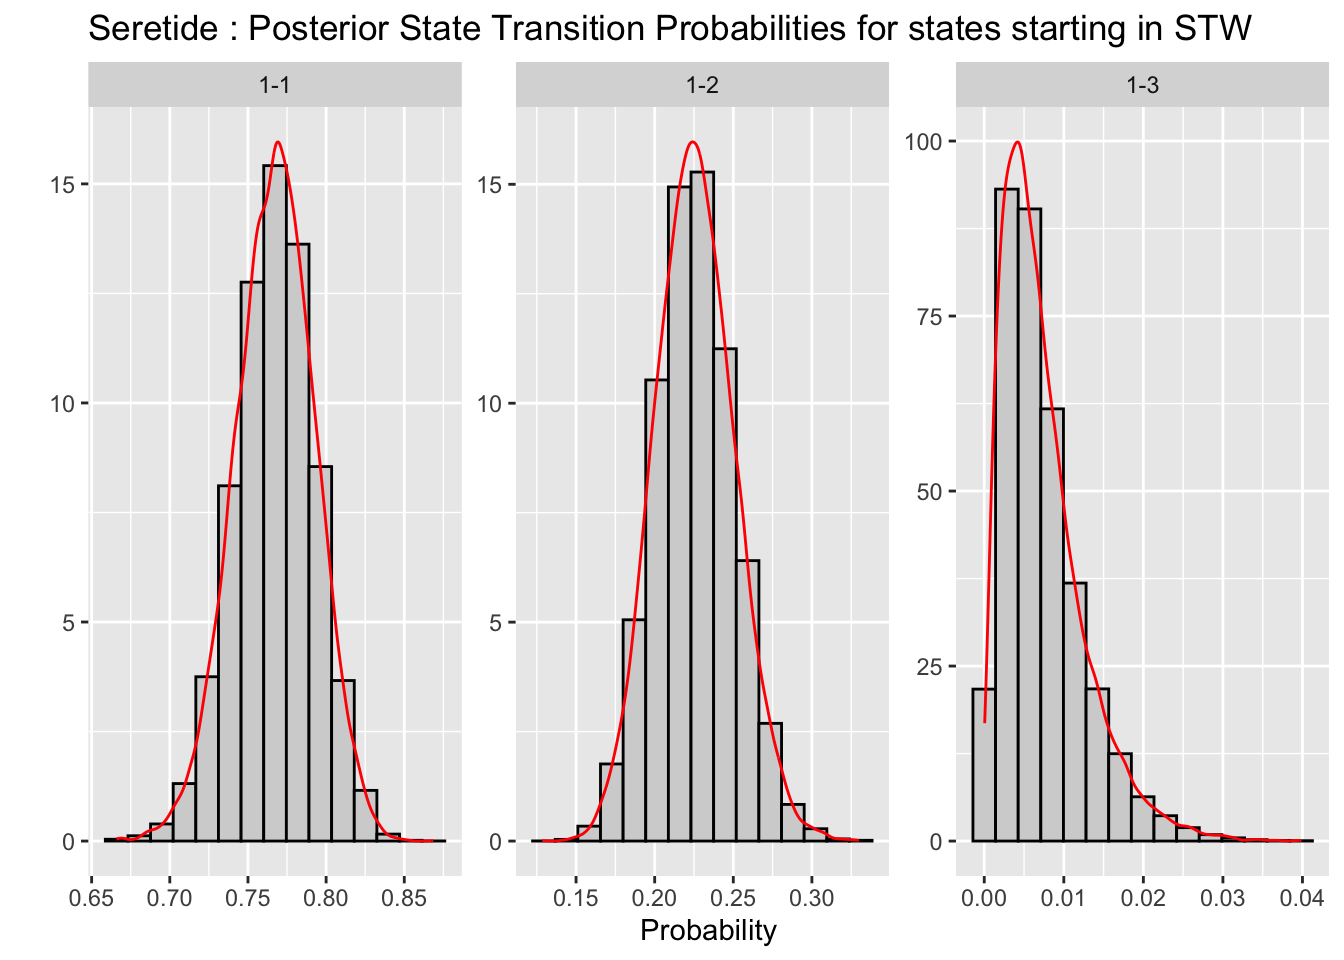 Seretide : Posterior State Transition Probabilities for states starting in STW
1-1 1-2 1-3
15 15 100
10 10 75
5 5 50
0 0 25
0
0.65 0.70 0.75 0.80 0.85 0.15 0.20 0.25 0.30 0.00 0.01 0.02 0.03 0.04
Probability